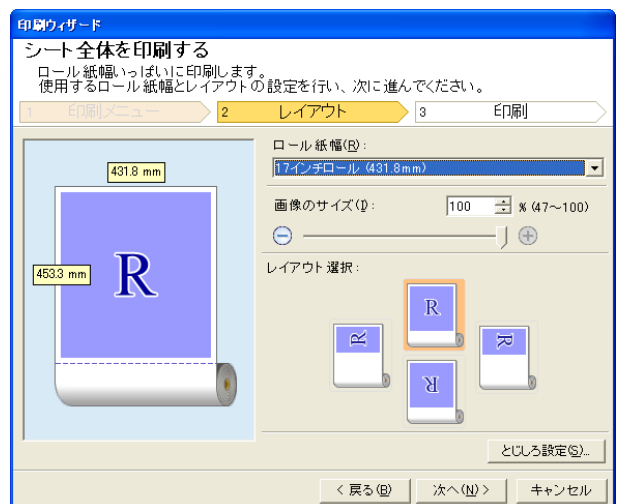 印刷ウィザード
シート全体を印刷する
ロール紙幅いっぱいに印刷します。
使用するロール紙幅とレイアウトの設定を行い、次に進んでください。
1 印刷メニュー 2 レイアウト 3 印刷
ロール紙幅(R):
17インチロール (431.8mm)
画像のサイズ(I): 100 % (47～100)
レイアウト選択:
431.8 mm
453.3 mm
R
R
R
R
R
とじしろ設定(S)...
< 戻る(B) 次へ(N) > キャンセル